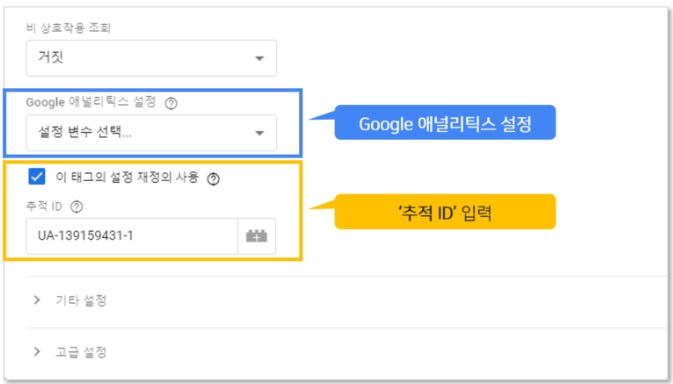 비 상호작용 조회
거짓
Google 애널리틱스 설정
설정 변수 선택...
Google 애널리틱스 설정
이 태그의 설정 재정의 사용
추적 ID
'추적 ID' 입력
UA-139159431-1
기타 설정
고급 설정